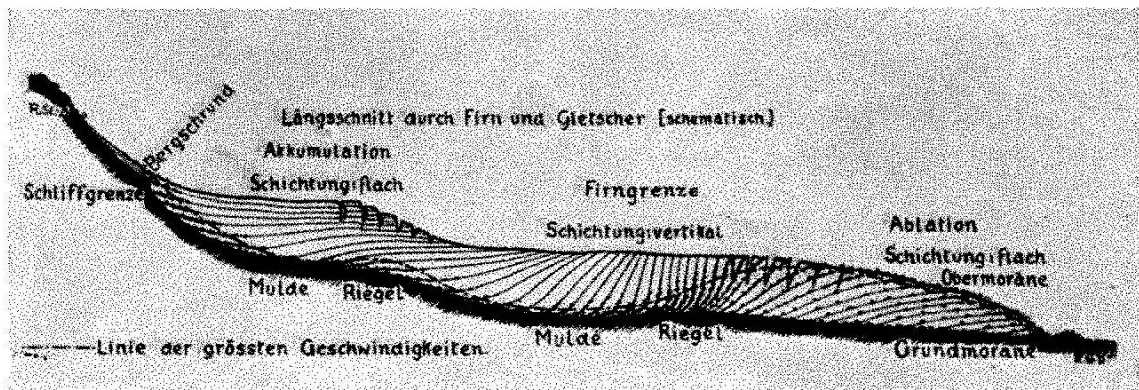 Längsschnitt durch Firn und Gletscher [schematisch]
Bergschrund
Akkumulation
Schichtung:flach
Schliffgrenze
Firngrenze
Schichtung:vertikal
Ablation
Schichtung:flach
Obermoräne
Mulde
Riegel
Mulde
Riegel
Grundmoräne
Linie der grössten Geschwindigkeiten.